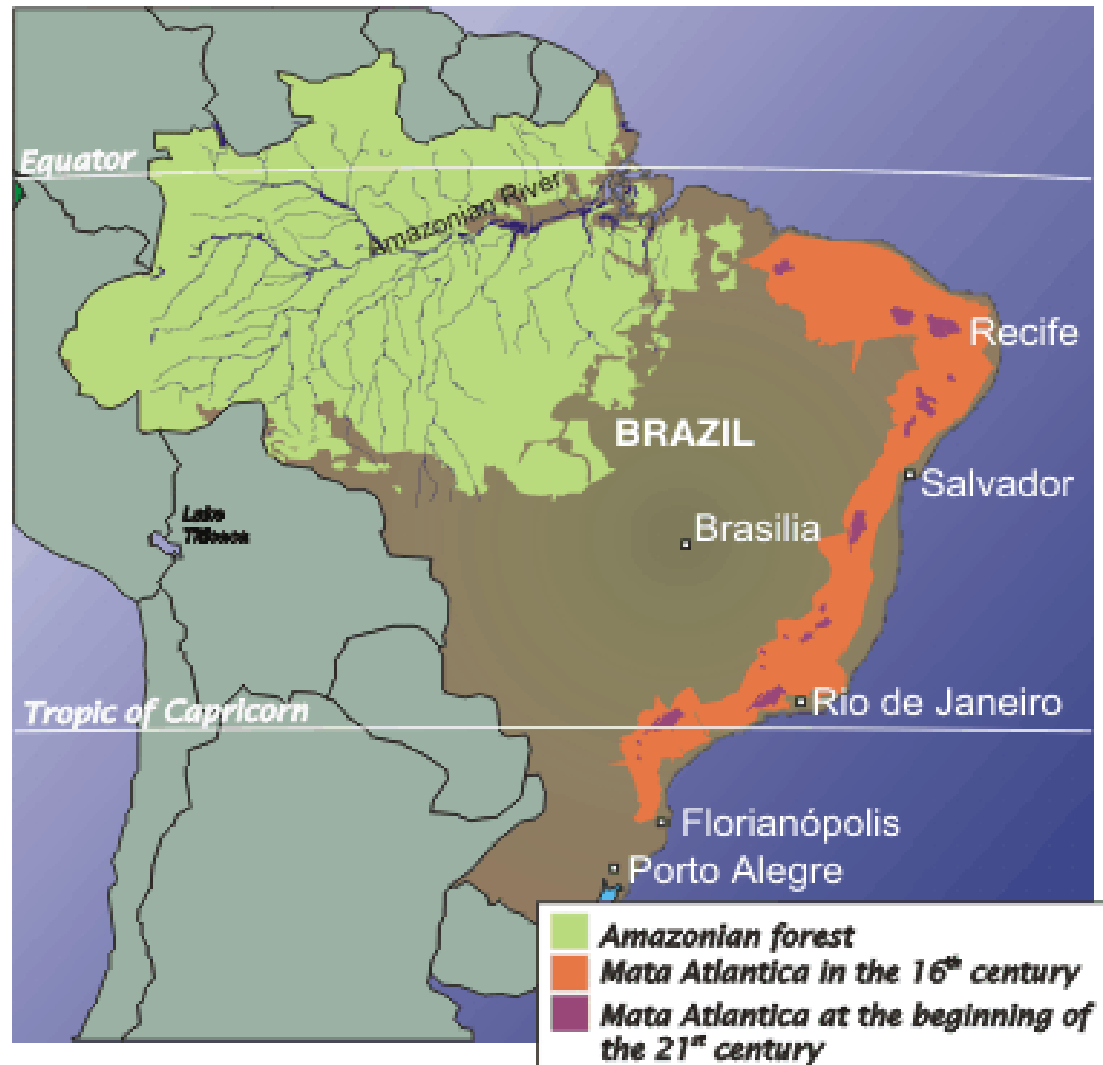 Equator
Amazonian River
Recife
BRAZIL
Salvador
Lake
Titicaca
Brasilia
Tropic of Capricorn
Rio de Janeiro
Florianópolis
Porto Alegre
Amazonian forest
Mata Atlantica in the 16th century
Mata Atlantica at the beginning of
the 21st century